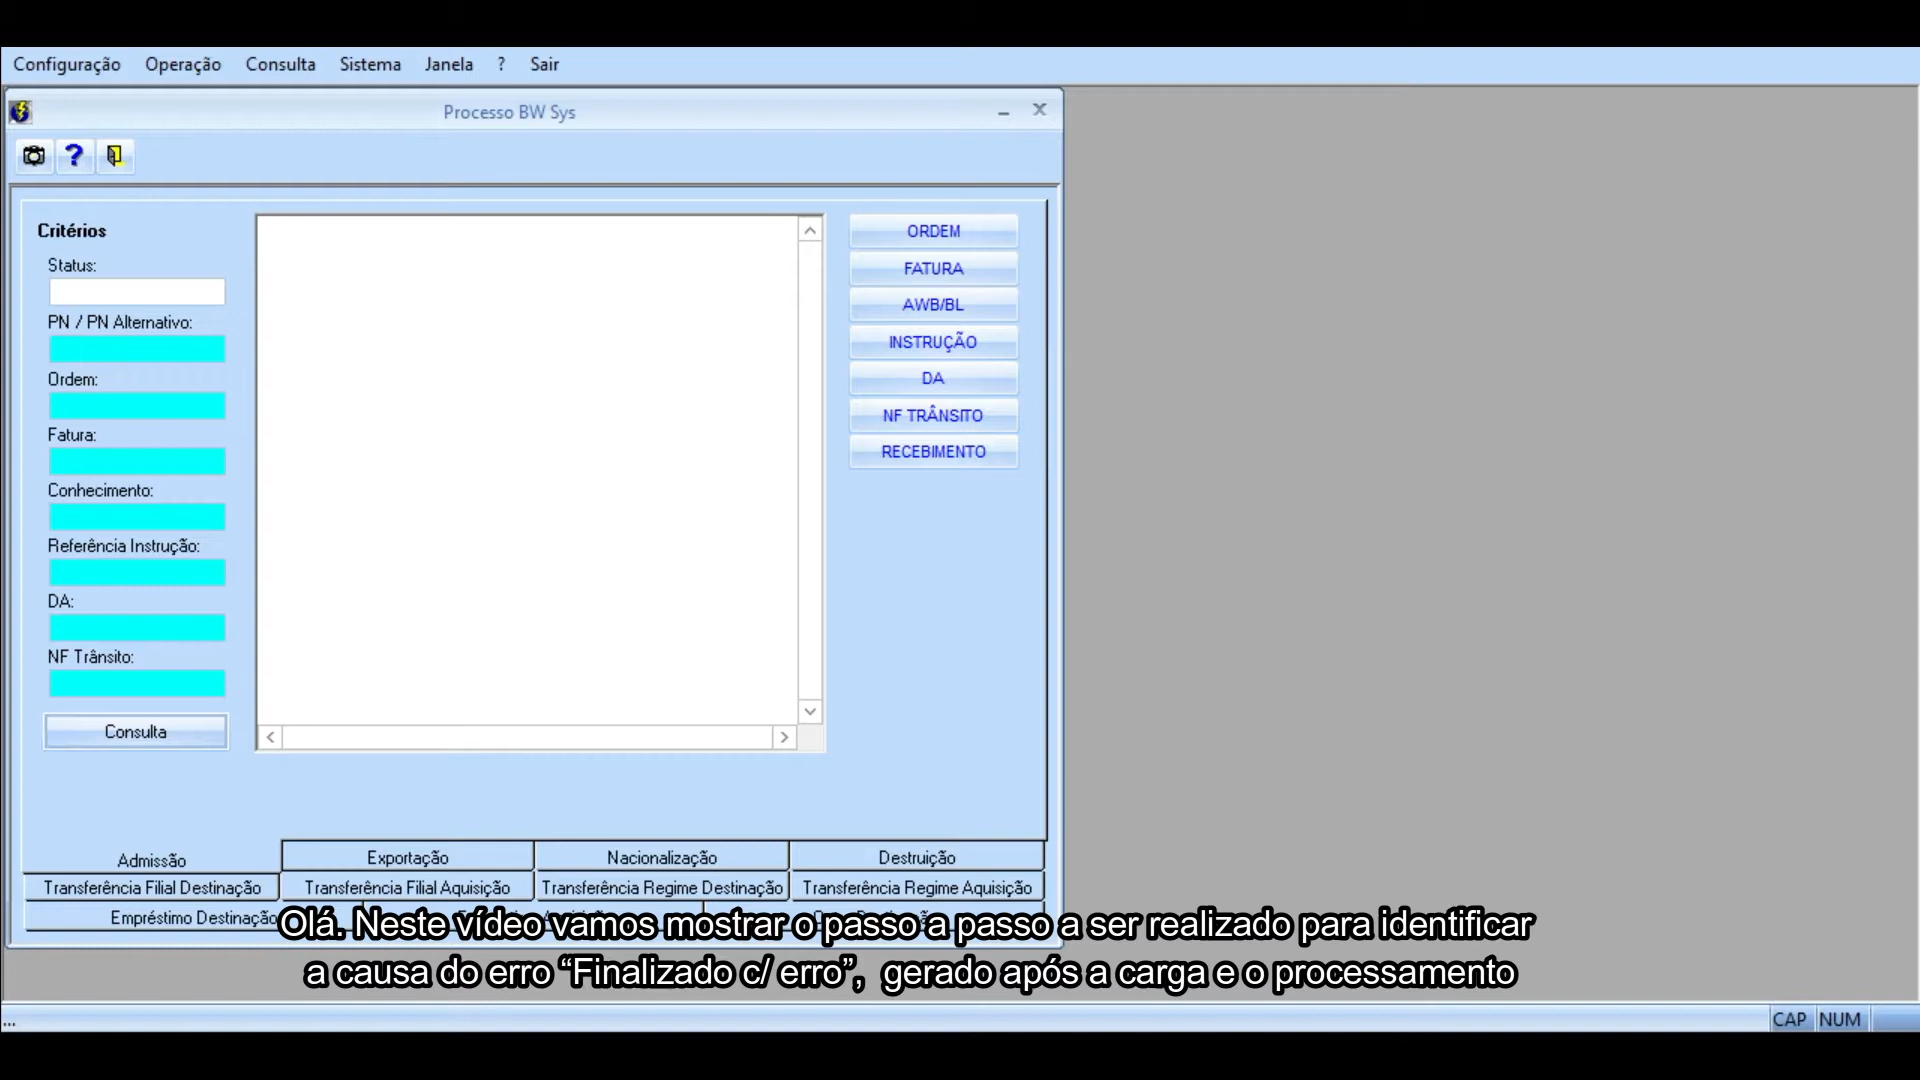 Configuração Operação Consulta Sistema Janela ? Sair
Processo BW Sys
Critérios
Status:
PN / PN Alternativo:
Ordem:
Fatura:
Conhecimento:
Referência Instrução:
DA:
NF Trânsito:
Consulta
ORDEM
FATURA
AWB/BL
INSTRUÇÃO
DA
NF TRÂNSITO
RECEBIMENTO
Admissão Exportação Nacionalização Destruição
Transferência Filial Destinação Transferência Filial Aquisição Transferência Regime Destinação Transferência Regime Aquisição
Empréstimo Destinação
Olá. Neste vídeo vamos mostrar o passo a passo a ser realizado para identificar
a causa do erro “Finalizado c/ erro”, gerado após a carga e o processamento
... CAP NUM